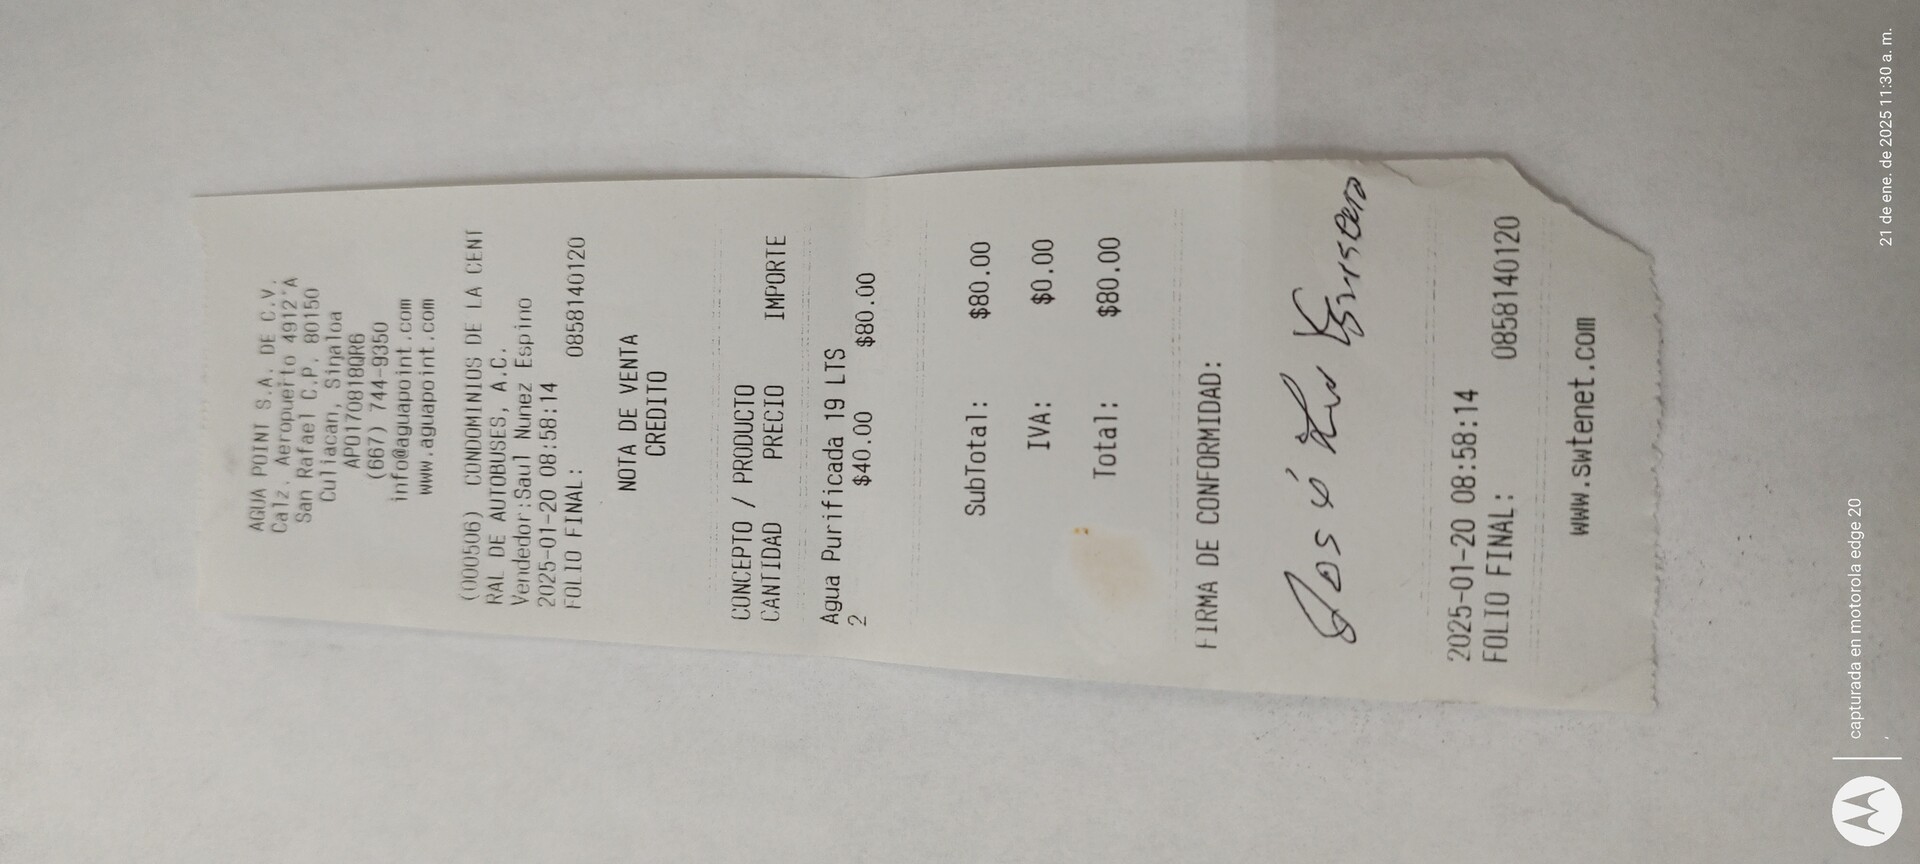 AGUA POINT S.A. DE C.V.
Calz. Aeropuerto 4912 A
San Rafael C.P. 80150
Culiacan, Sinaloa
APO170818QR6
(667) 744-9350
info@aguapoint.com
www.aguapoint.com
(000506) CONDOMINIOS DE LA CENT
RAL DE AUTOBUSES, A.C.
Vendedor:Saul Nunez Espino
2025-01-20 08:58:14
FOLIO FINAL: 0858140120
NOTA DE VENTA
CREDITO
CONCEPTO / PRODUCTO
CANTIDAD PRECIO IMPORTE
Agua Purificada 19 LTS
2 $40.00 $80.00
SubTotal: $80.00
IVA: $0.00
Total: $80.00
FIRMA DE CONFORMIDAD:
José
2025-01-20 08:58:14
FOLIO FINAL: 0858140120
www.swtenet.com
capturada en motorola edge 20
21 de ene. de 2025 11:30 a. m.